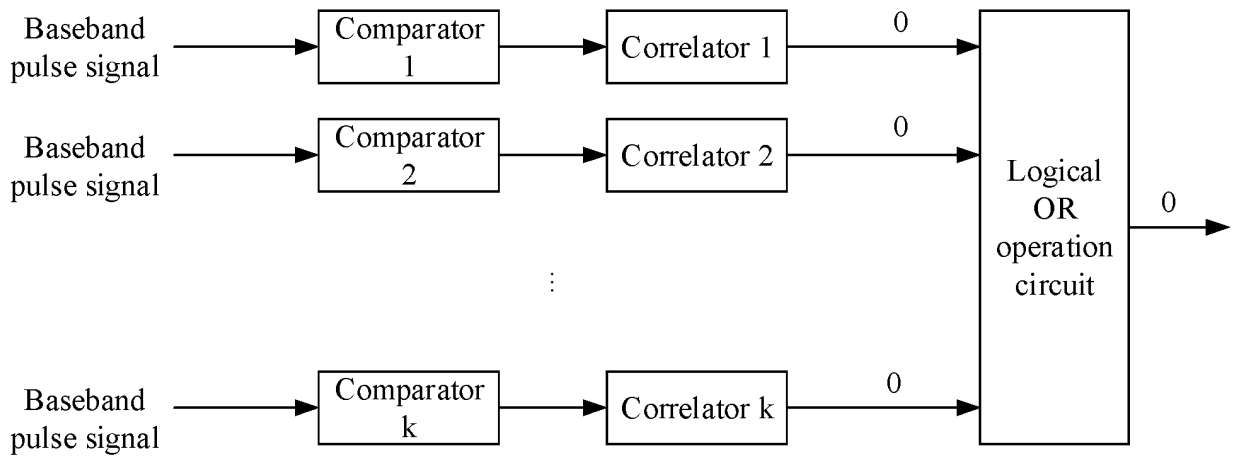 Baseband
pulse signal
Comparator
1
Correlator 1
0
Baseband
pulse signal
Comparator
2
Correlator 2
0
Logical
OR
operation
circuit
0
⋮
Baseband
pulse signal
Comparator
k
Correlator k
0